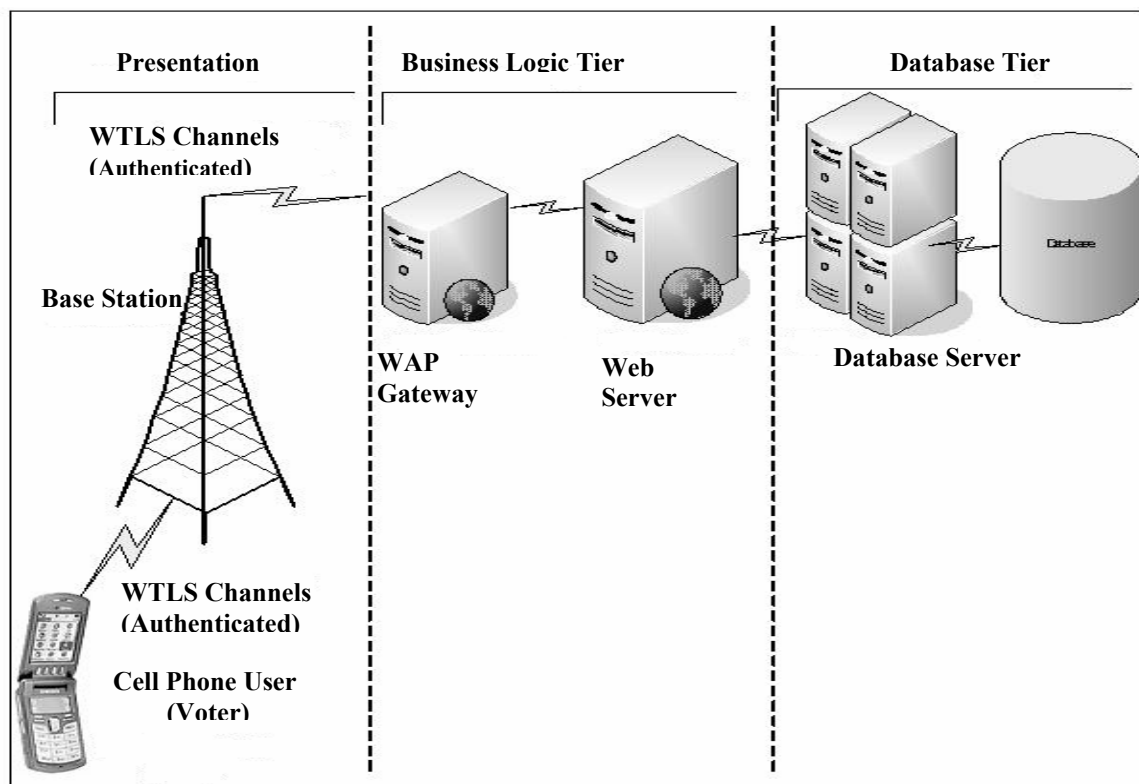 Presentation
Business Logic Tier
Database Tier
WTLS Channels
(Authenticated)
Base Station
Database
WAP
Gateway
Web
Server
Database Server
WTLS Channels
(Authenticated)
Cell Phone User
(Voter)